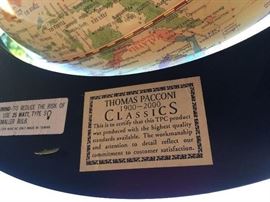 TO REDUCE THE RISK OF
USE 25 WATT, TYPE
SMALLER BULB.
THOMAS PACCONI
1900-2000
CLASSICS
This is to certify that this TPC product
was produced with the highest quality
standards available. The workmanship
and attention to detail reflect our
commitment to customer satisfaction.